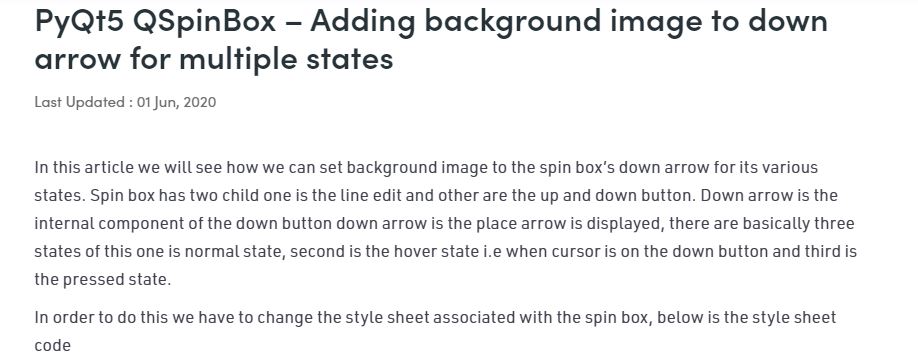 PyQt5 QSpinBox – Adding background image to down
arrow for multiple states
Last Updated : 01 Jun, 2020
In this article we will see how we can set background image to the spin box's down arrow for its various
states. Spin box has two child one is the line edit and other are the up and down button. Down arrow is the
internal component of the down button down arrow is the place arrow is displayed, there are basically three
states of this one is normal state, second is the hover state i.e when cursor is on the down button and third is
the pressed state.
In order to do this we have to change the style sheet associated with the spin box, below is the style sheet
code